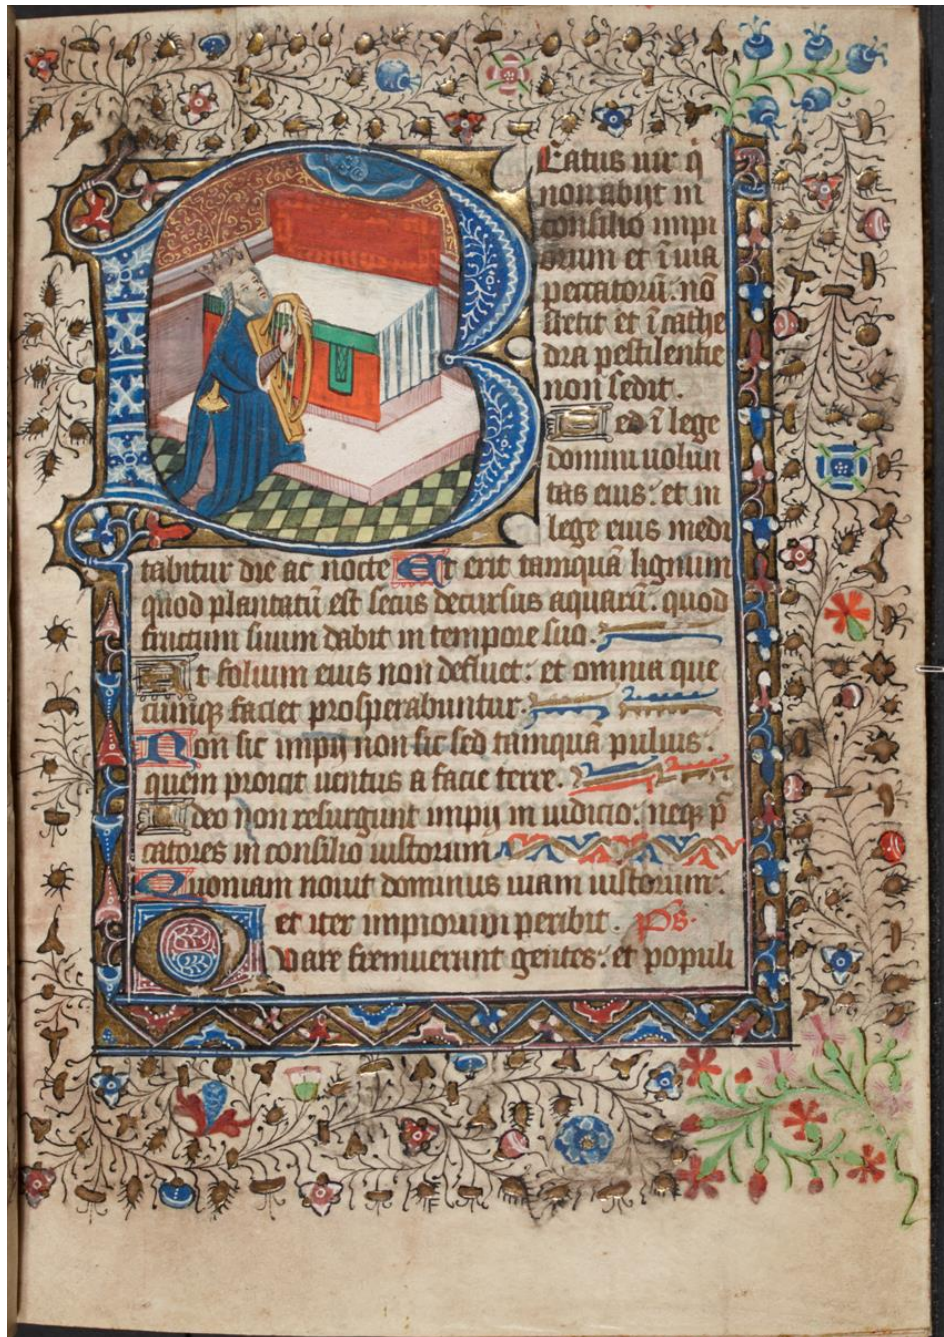 Beatus uir q̄
non abijt in
consilio impi
orum et ī uia
peccatorū: nō
stetit et ī cathe
dra pestilentie
non sedit.
Sed ī lege
domini uolun
tas eius: et in
lege eius medi
tabitur die ac nocte Et erit tamquā lignum
quod plantatū est secus decursus aquarū: quod
fructum suum dabit in tempore suo.
Et folium eius non defluet: et omnia que
cunqꝫ faciet prosperabuntur.
Non sic impij non sic sed tamquā puluis:
quem proicit uentus a facie terre.
Ideo non resurgunt impij in iudicio: neqꝫ p̄
catores in consilio iustorum
Quoniam nouit dominus uiam iustorum:
et iter impiorum peribit. Ps.
Quare fremuerunt gentes: et populi